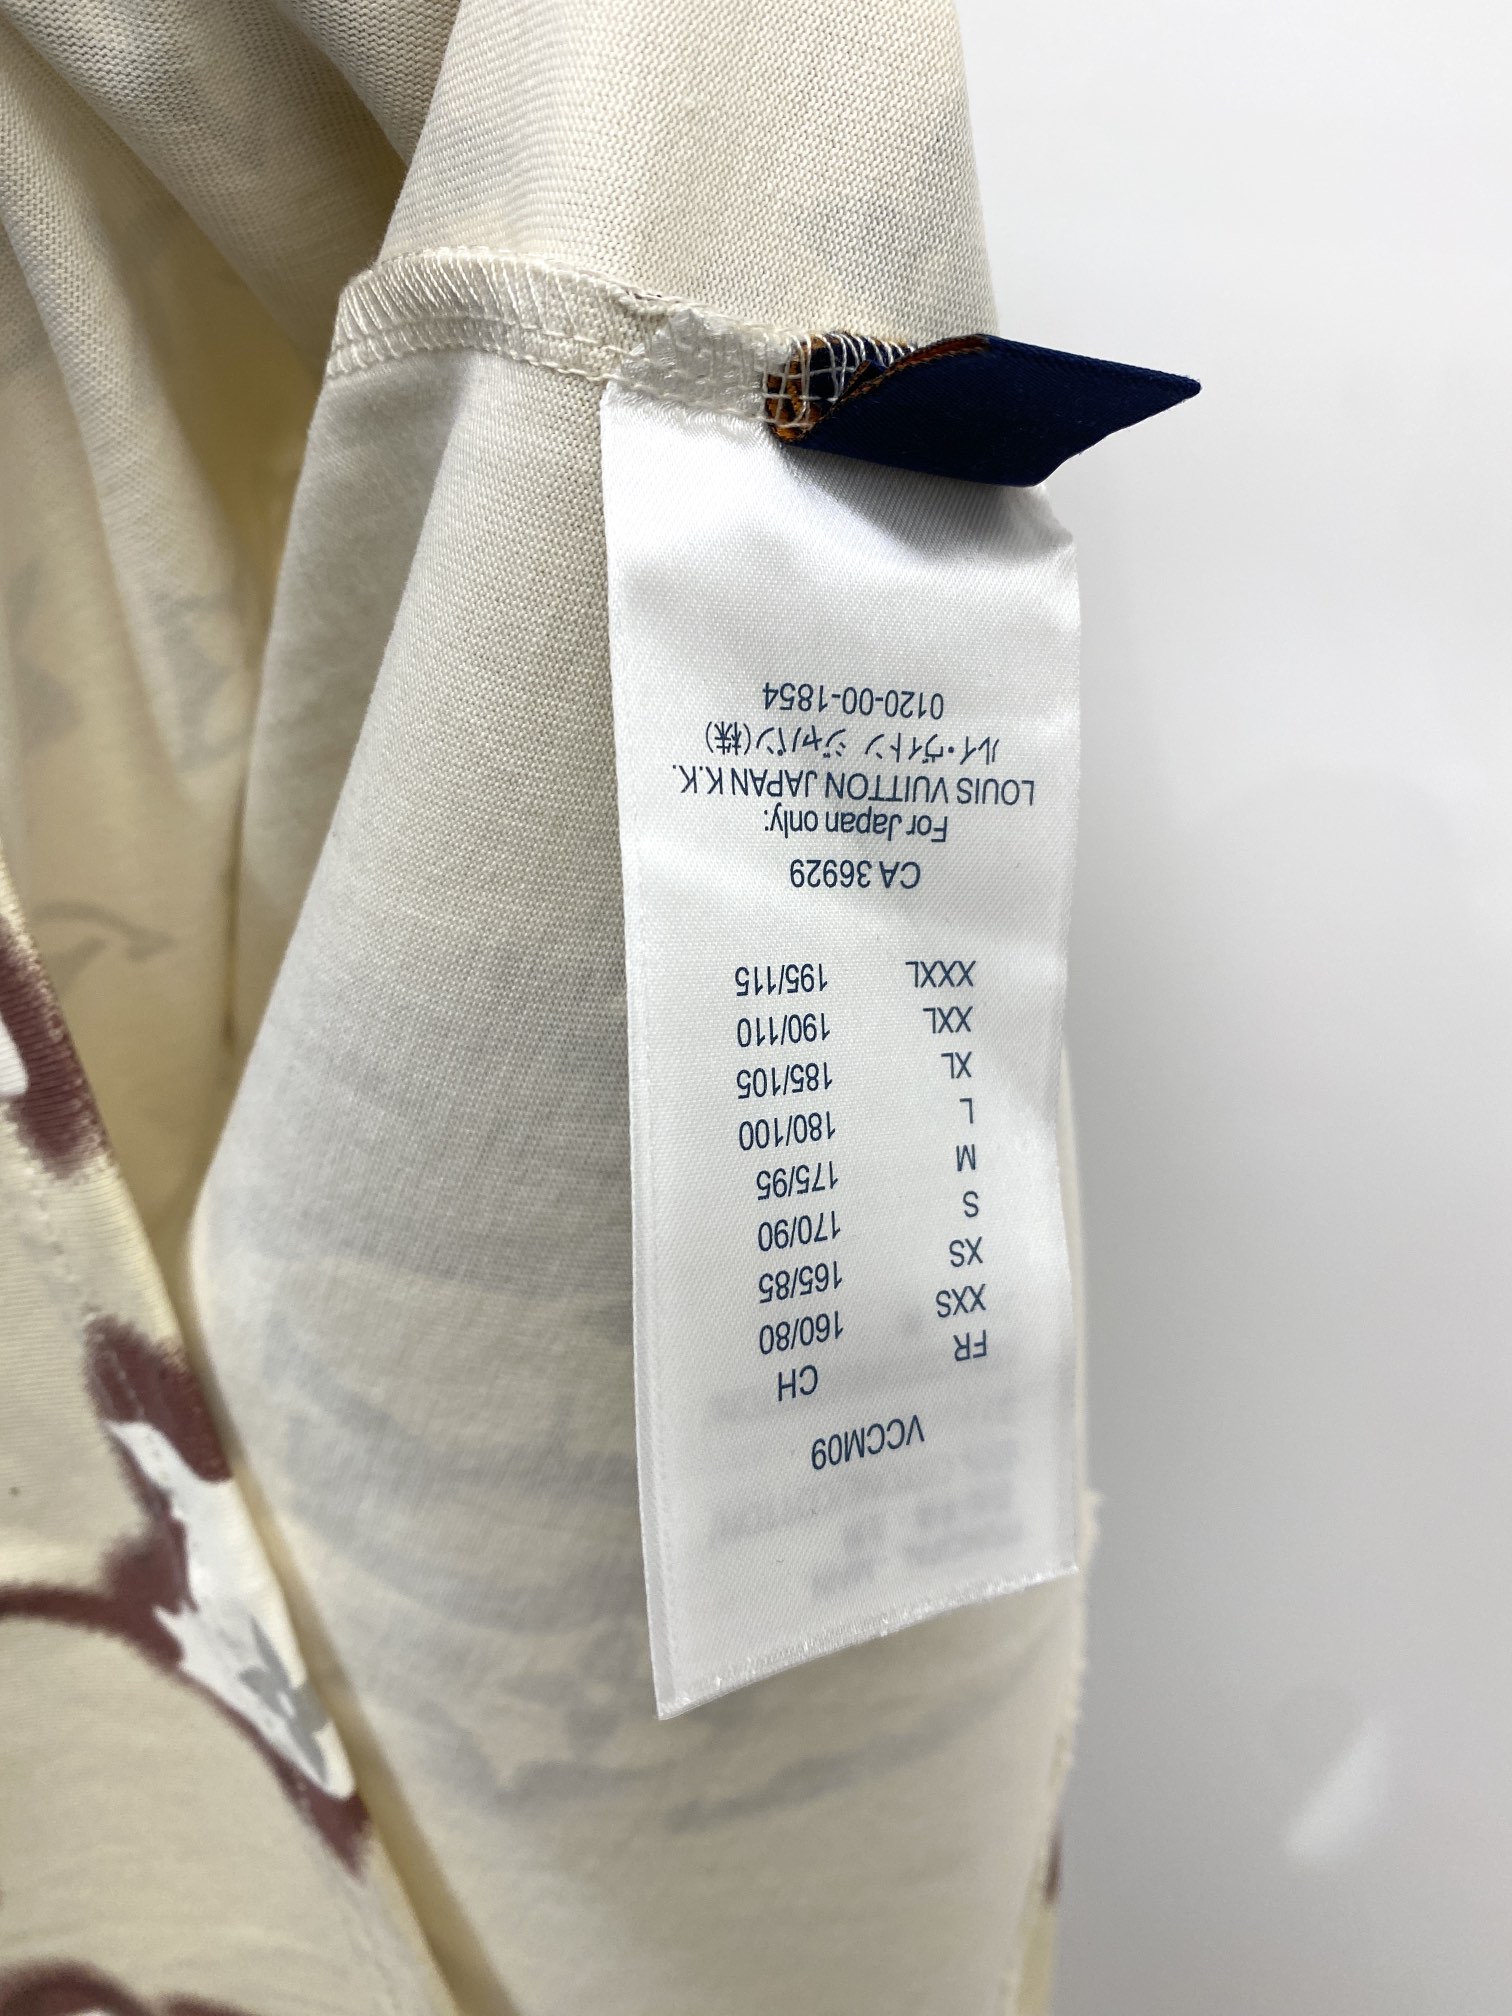 VCCM09
FR CH
XXS 160/80
XS 165/85
S 170/90
M 175/95
L 180/100
XL 185/105
XXL 190/110
XXXL 195/115
CA 36929
For Japan only:
LOUIS VUITTON JAPAN K.K.
ルイ・ヴィトン ジャパン(株)
0120-00-1854